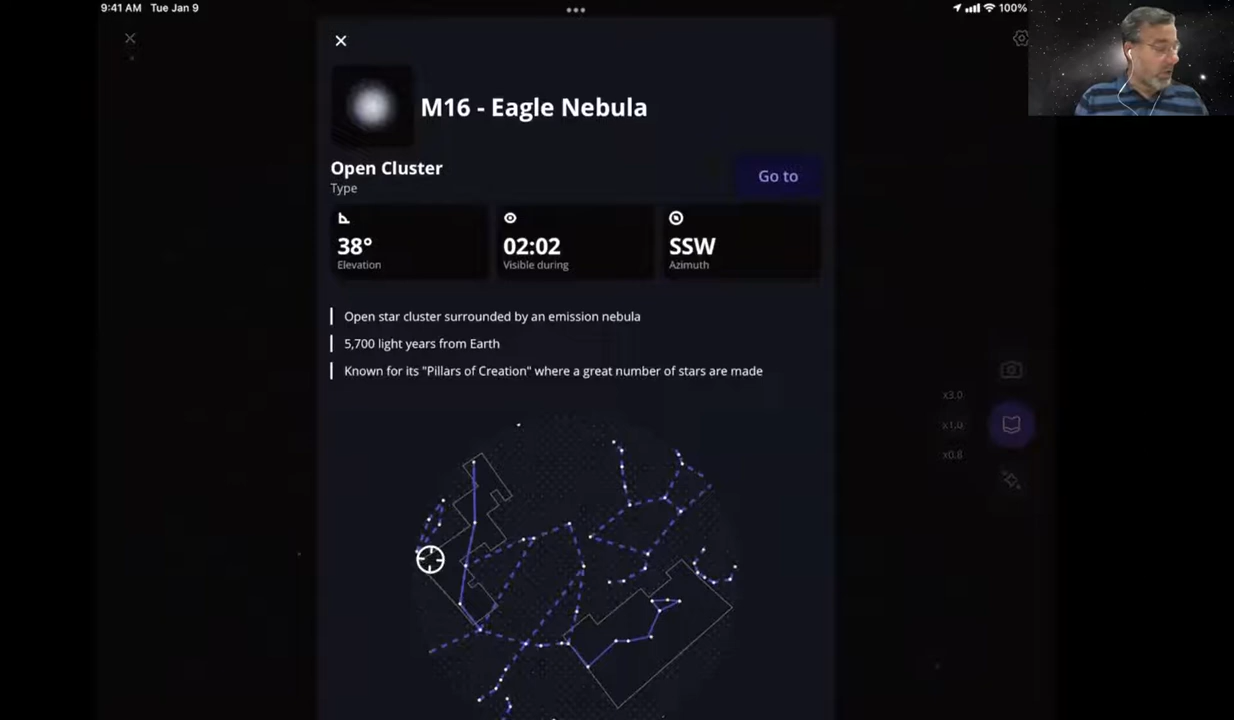 9:41 AM Tue Jan 9
100%
M16 - Eagle Nebula
Open Cluster
Type
Go to
38°
Elevation
02:02
Visible during
SSW
Azimuth
Open star cluster surrounded by an emission nebula
5,700 light years from Earth
Known for its "Pillars of Creation" where a great number of stars are made
x3.0
x1.0
x0.8